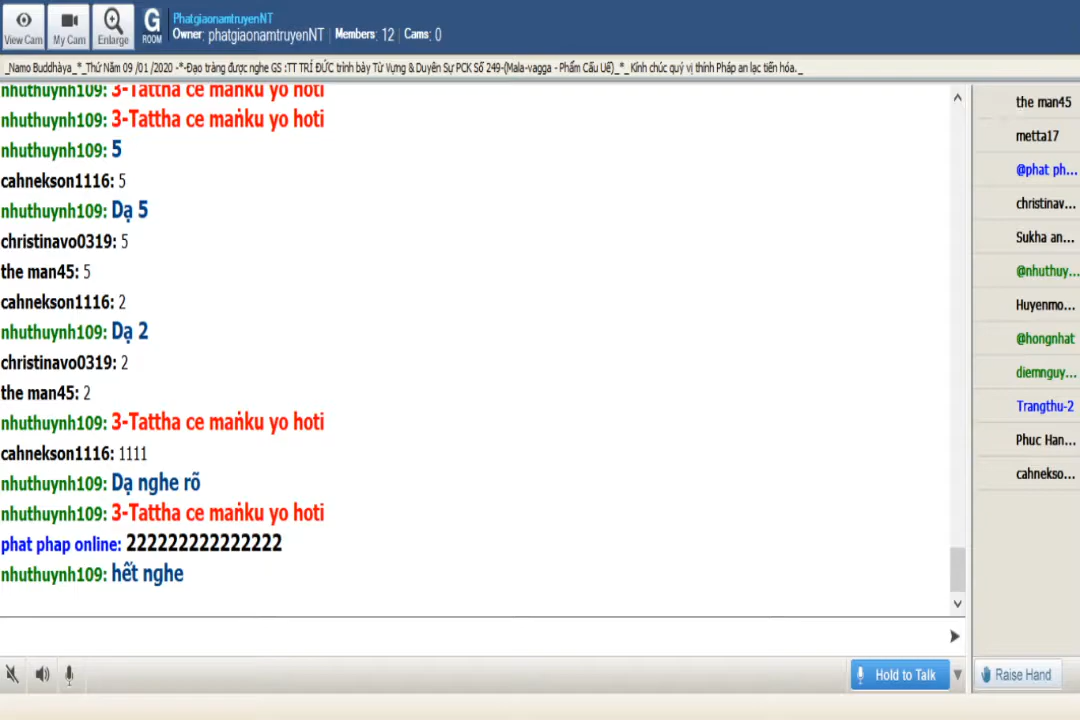 View Cam
My Cam
Enlarge
G
ROOM
PhatgiaonamtruyenNT
Owner: phatgiaonamtruyenNT | Members: 12 | Cams: 0
_Namo Buddhàya_*_Thứ Năm 09 /01 /2020 -*-Đạo tràng được nghe GS :TT TRÍ ĐỨC trình bày Từ Vựng & Duyên Sự PCK Số 249-(Mala-vagga - Phẩm Cấu Uế)_*_ Kính chúc quý vị thính Pháp an lạc tiến hóa._
nhuthuynh109: 3-Tattha ce maṅku yo hoti
nhuthuynh109: 3-Tattha ce maṅku yo hoti
nhuthuynh109: 5
cahnekson1116: 5
nhuthuynh109: Dạ 5
christinavo0319: 5
the man45: 5
cahnekson1116: 2
nhuthuynh109: Dạ 2
christinavo0319: 2
the man45: 2
nhuthuynh109: 3-Tattha ce maṅku yo hoti
cahnekson1116: 1111
nhuthuynh109: Dạ nghe rõ
nhuthuynh109: 3-Tattha ce maṅku yo hoti
phat phap online: 222222222222222
nhuthuynh109: hết nghe
the man45
metta17
@phat ph...
christinav...
Sukha an...
@nhuthuy...
Huyenmo...
@hongnhat
diemnguy...
Trangthu-2
Phuc Han...
cahnekso...
Hold to Talk
Raise Hand